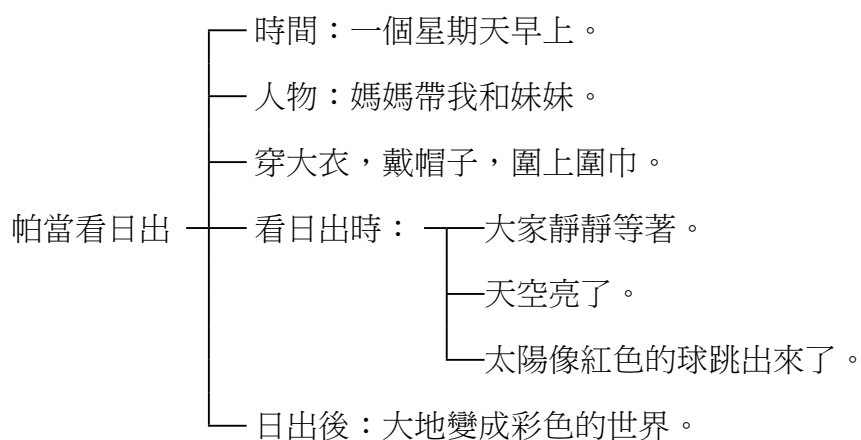 時間：一個星期天早上。
人物：媽媽帶我和妹妹。
穿大衣，戴帽子，圍上圍巾。
帕當看日出 看日出時： 大家靜靜等著。
天空亮了。
太陽像紅色的球跳出來了。
日出後：大地變成彩色的世界。